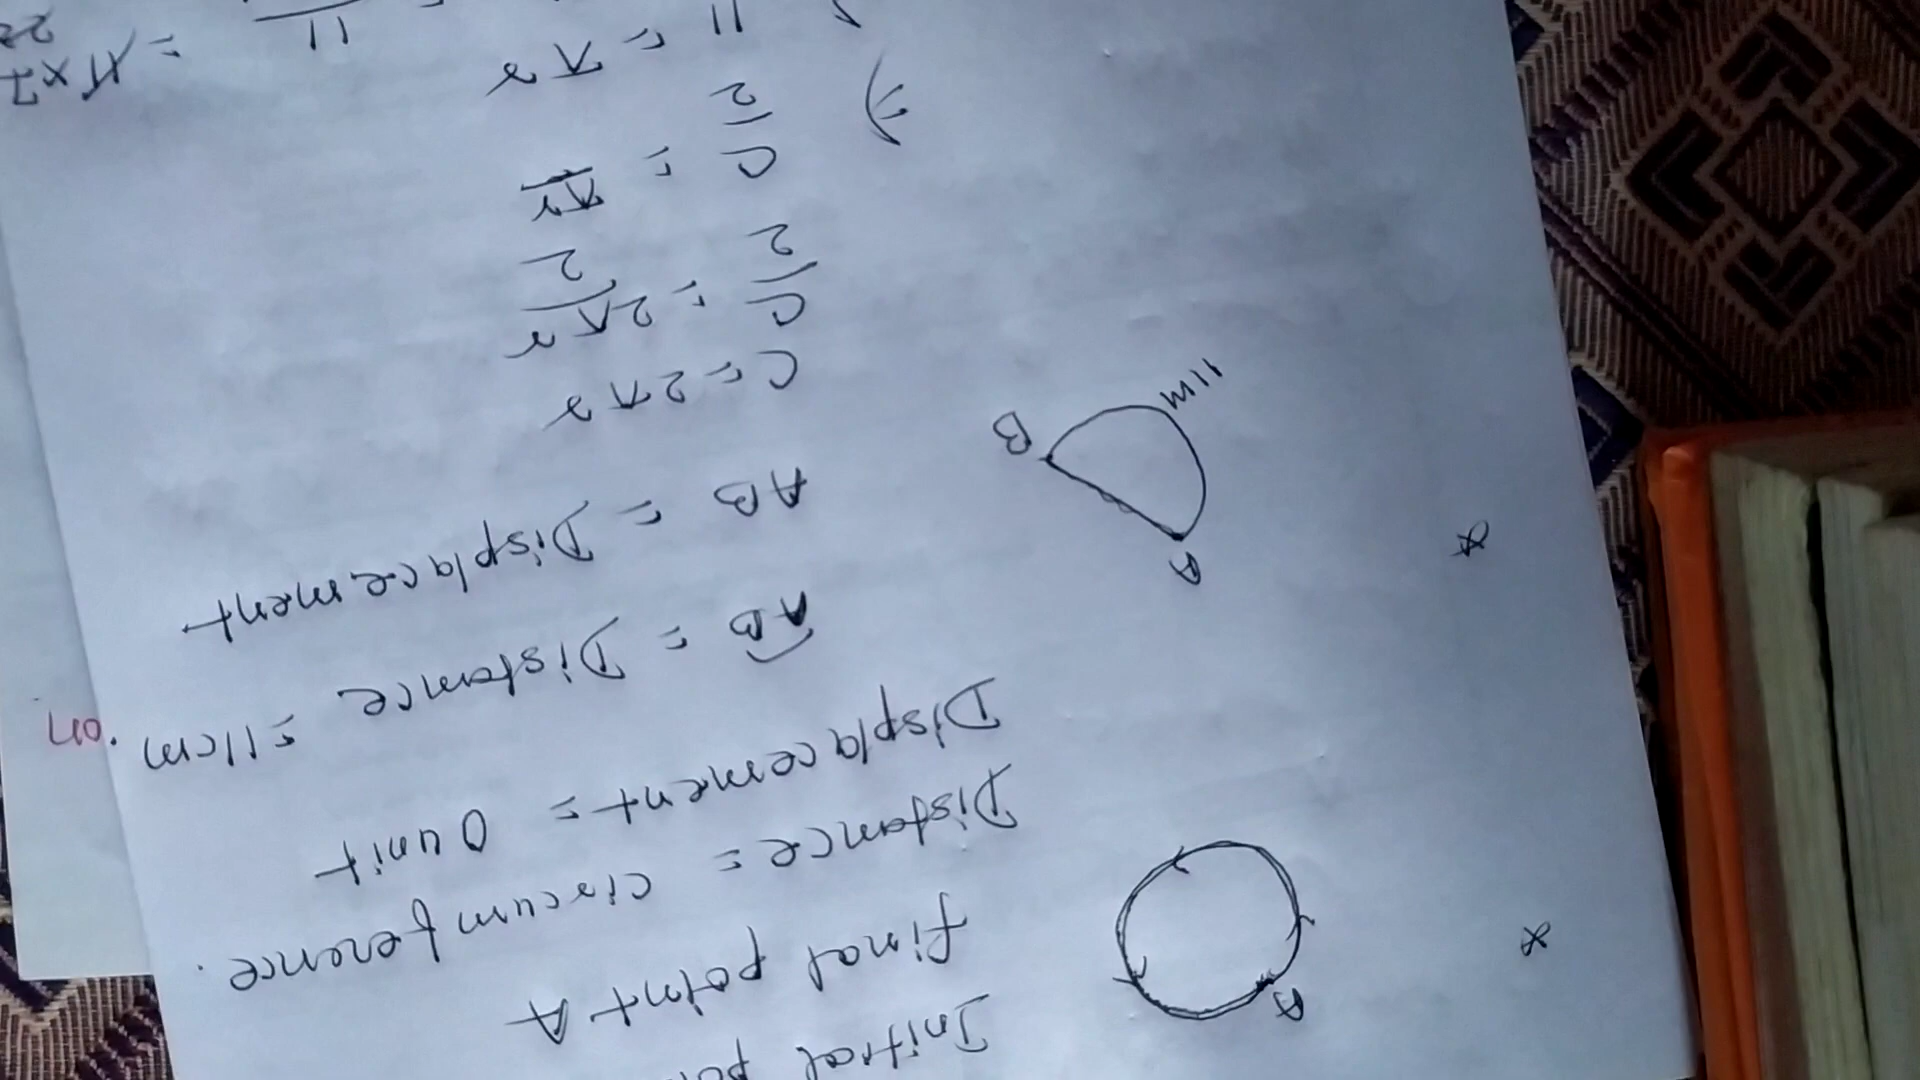 Initial
final point A
Distance = circumference.
Displacement = 0 unit
A
AB = Distance = 11cm.
AB = Displacement
A
B
11m
C = 2πr
C/2 = 2πr/2
C/2 = πr
⇒ 11 = πr
11
= 11×7
22